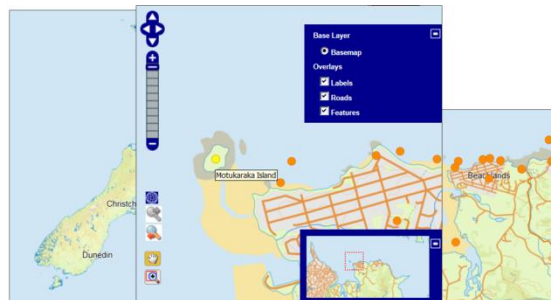 Base Layer
Basemap
Overlays
Labels
Roads
Features
Motukaraka Island
Beachlands
Christch
Dunedin